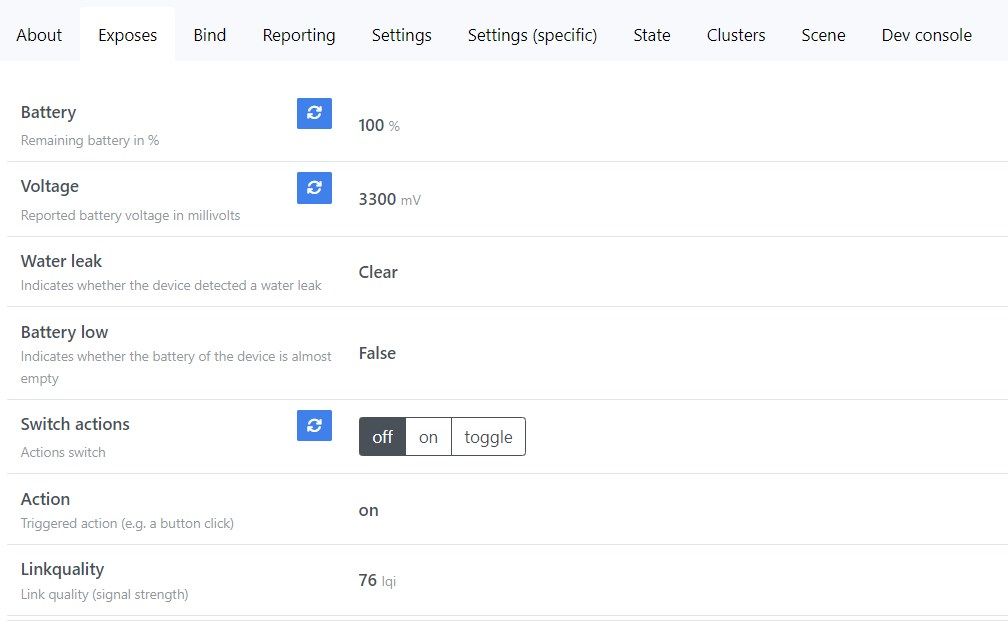 About Exposes Bind Reporting Settings Settings (specific) State Clusters Scene Dev console
Battery
Remaining battery in %
100 %
Voltage
Reported battery voltage in millivolts
3300 mV
Water leak
Indicates whether the device detected a water leak
Clear
Battery low
Indicates whether the battery of the device is almost
empty
False
Switch actions
Actions switch
off on toggle
Action
Triggered action (e.g. a button click)
on
Linkquality
Link quality (signal strength)
76 lqi